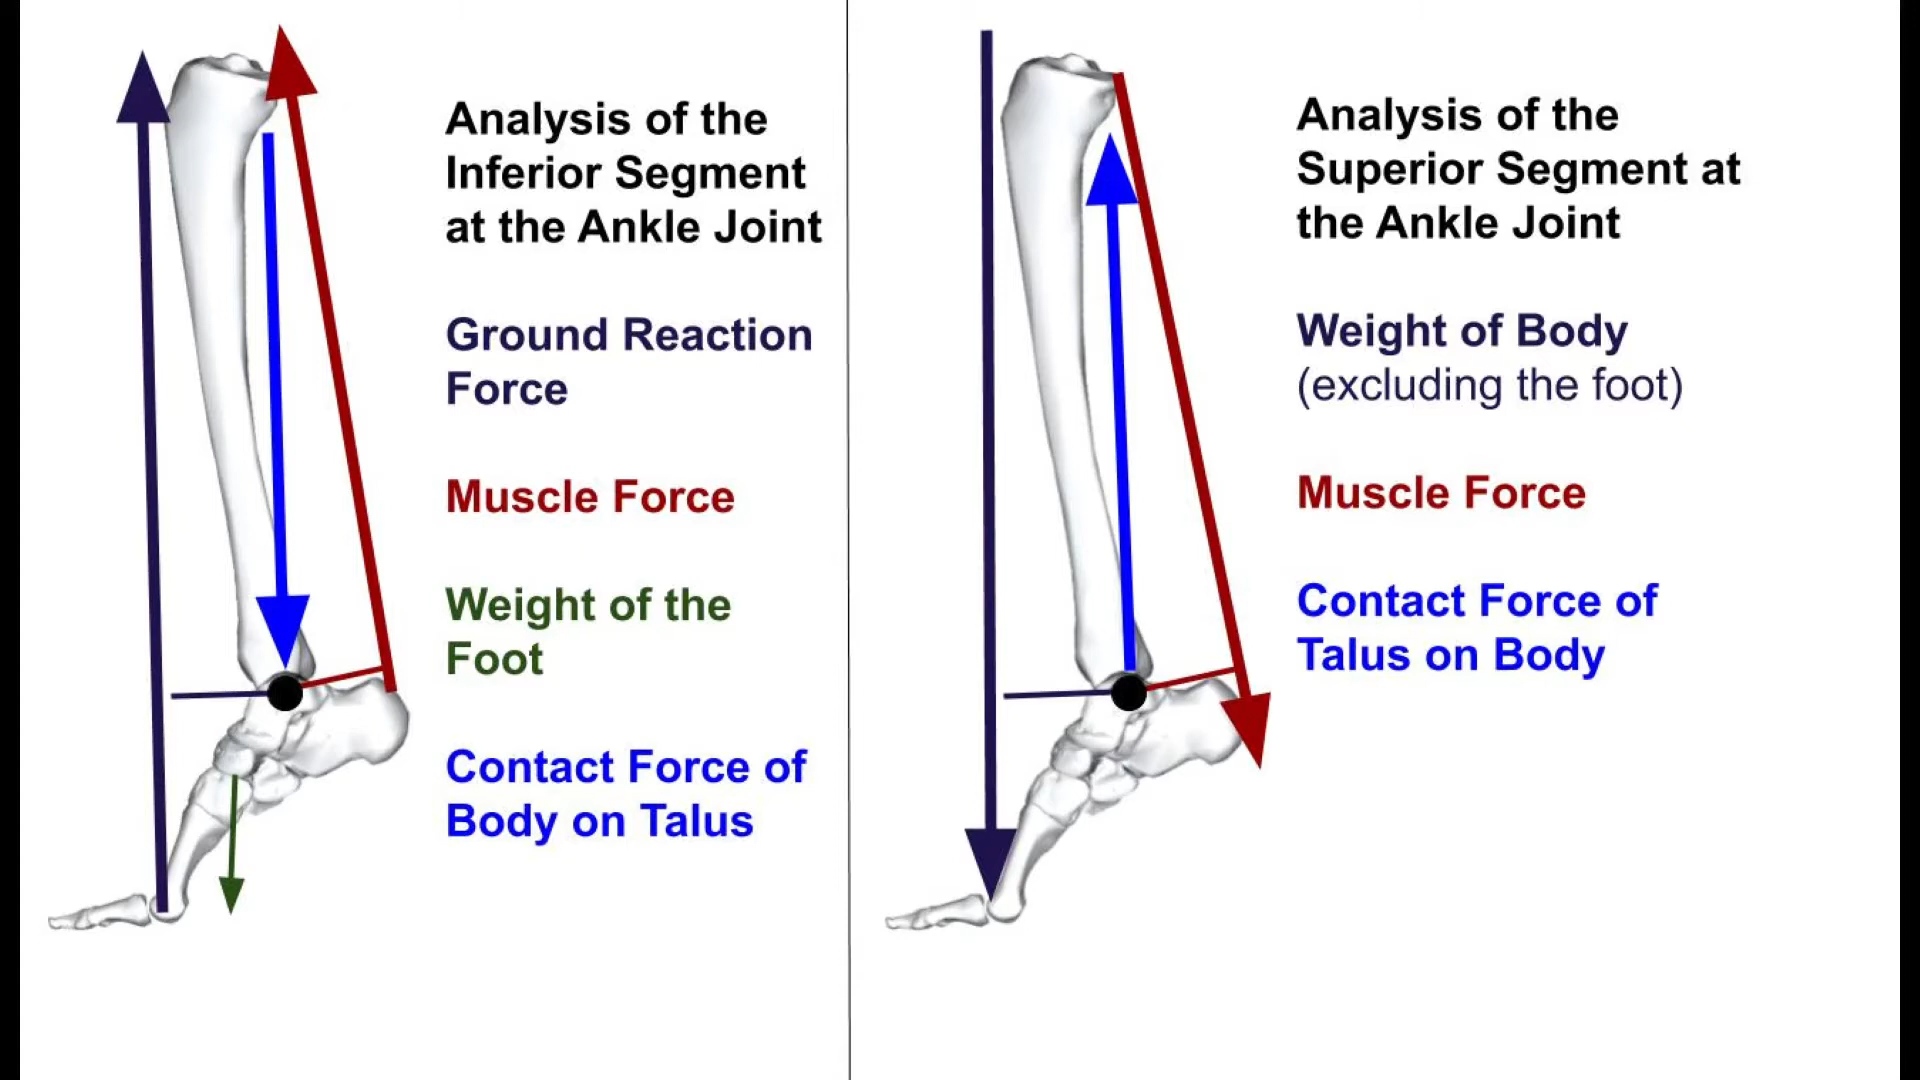 Analysis of the
Inferior Segment
at the Ankle Joint
Ground Reaction
Force
Muscle Force
Weight of the
Foot
Contact Force of
Body on Talus
Analysis of the
Superior Segment at
the Ankle Joint
Weight of Body
(excluding the foot)
Muscle Force
Contact Force of
Talus on Body